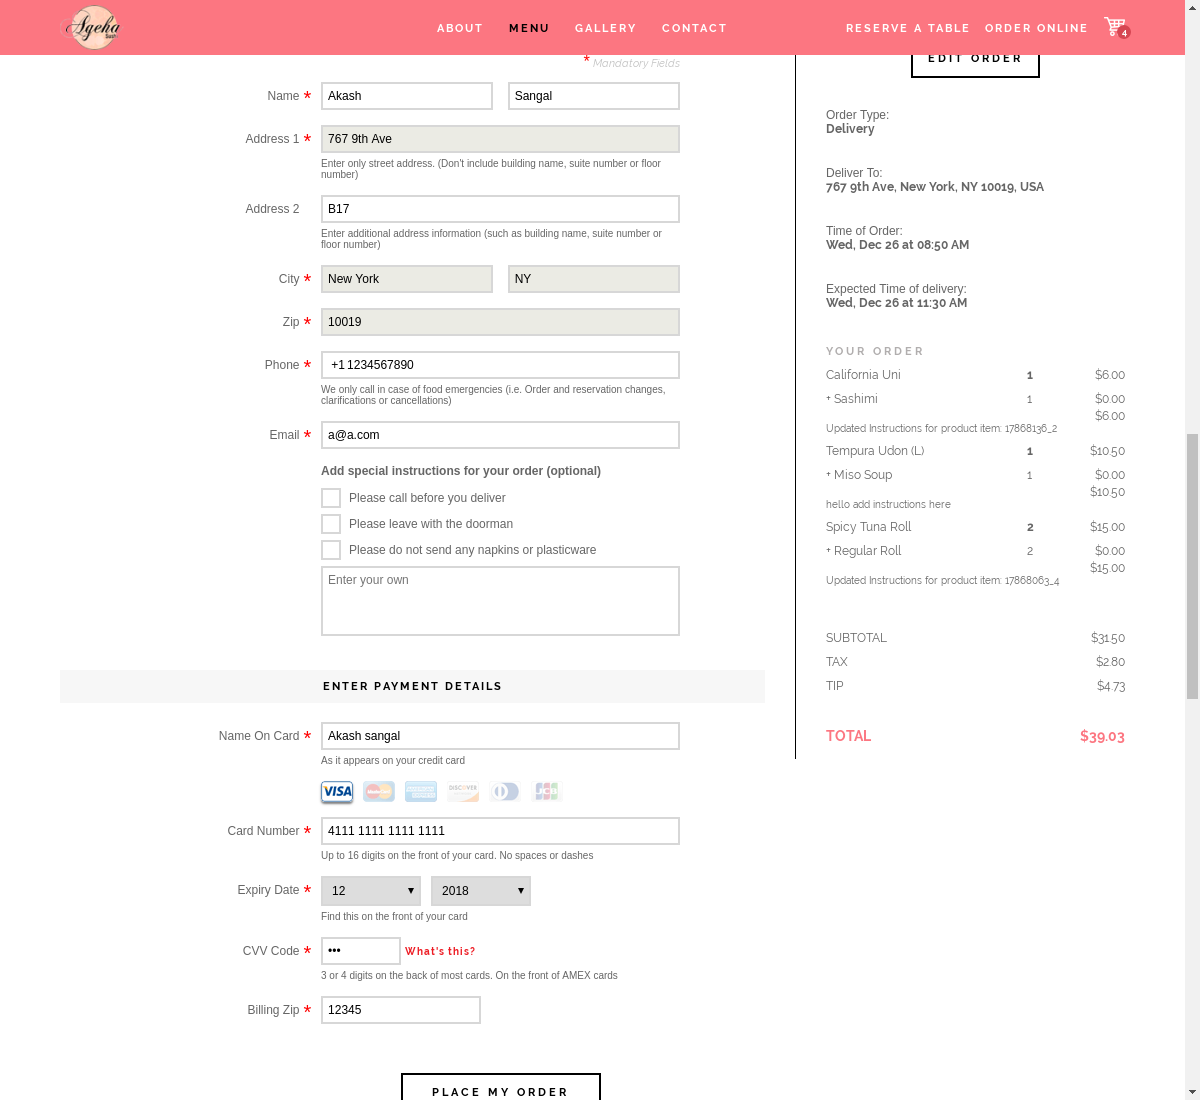 Ageha
Sushi
ABOUT
MENU
GALLERY
CONTACT
RESERVE A TABLE
ORDER ONLINE
4
* Mandatory Fields
Name *
Akash
Sangal
Address 1 *
767 9th Ave
Enter only street address. (Don't include building name, suite number or floor
number)
Address 2
B17
Enter additional address information (such as building name, suite number or
floor number)
City *
New York
NY
Zip *
10019
Phone *
+1 1234567890
We only call in case of food emergencies (i.e. Order and reservation changes,
clarifications or cancellations)
Email *
a@a.com
Add special instructions for your order (optional)
Please call before you deliver
Please leave with the doorman
Please do not send any napkins or plasticware
Enter your own
ENTER PAYMENT DETAILS
Name On Card *
Akash sangal
As it appears on your credit card
VISA
MasterCard
DISCOVER
JCB
Card Number *
4111 1111 1111 1111
Up to 16 digits on the front of your card. No spaces or dashes
Expiry Date *
12
2018
Find this on the front of your card
CVV Code *
•••
What's this?
3 or 4 digits on the back of most cards. On the front of AMEX cards
Billing Zip *
12345
PLACE MY ORDER
EDIT ORDER
Order Type:
Delivery
Deliver To:
767 9th Ave, New York, NY 10019, USA
Time of Order:
Wed, Dec 26 at 08:50 AM
Expected Time of delivery:
Wed, Dec 26 at 11:30 AM
YOUR ORDER
California Uni 1 $6.00
+ Sashimi 1 $0.00
$6.00
Updated Instructions for product item: 17868136_2
Tempura Udon (L) 1 $10.50
+ Miso Soup 1 $0.00
$10.50
hello add instructions here
Spicy Tuna Roll 2 $15.00
+ Regular Roll 2 $0.00
$15.00
Updated Instructions for product item: 17868063_4
SUBTOTAL $31.50
TAX $2.80
TIP $4.73
TOTAL $39.03